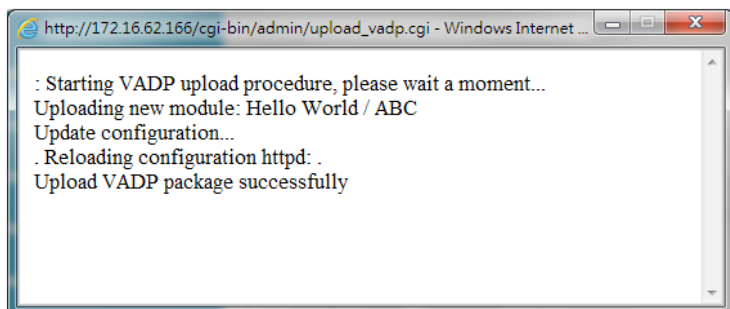 http://172.16.62.166/cgi-bin/admin/upload_vadp.cgi - Windows Internet ...
: Starting VADP upload procedure, please wait a moment...
Uploading new module: Hello World / ABC
Update configuration...
. Reloading configuration httpd: .
Upload VADP package successfully